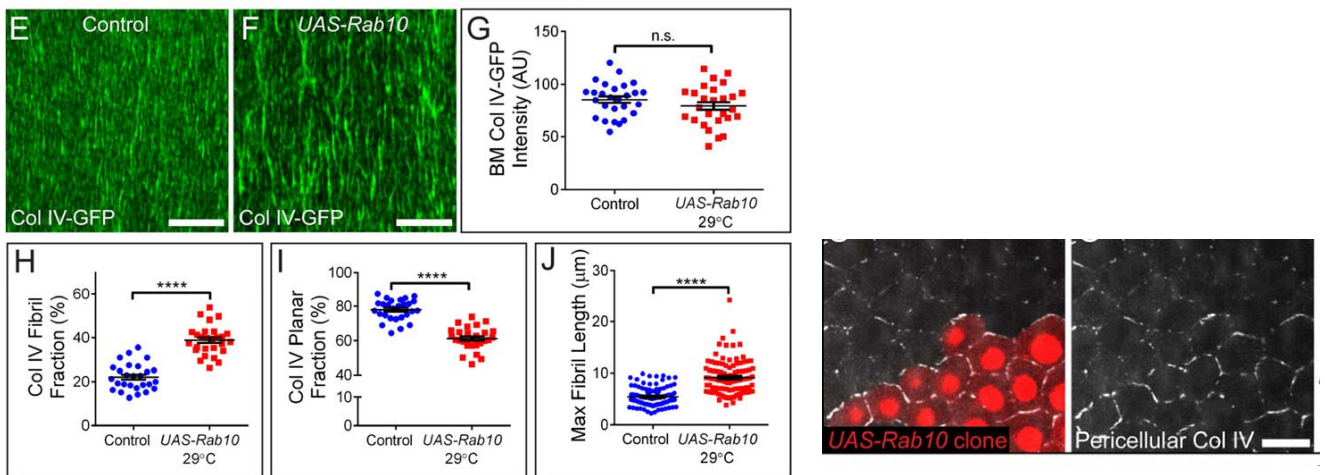 E
Control
Col IV-GFP
F
UAS-Rab10
Col IV-GFP
G
n.s.
BM Col IV-GFP
Intensity (AU)
150
100
50
0
Control
UAS-Rab10
29°C
H
****
Col IV Fibril
Fraction (%)
60
40
20
0
Control
UAS-Rab10
29°C
I
****
Col IV Planar
Fraction (%)
100
80
60
40
10
0
Control
UAS-Rab10
29°C
J
****
Max Fibril Length (μm)
30
20
10
0
Control
UAS-Rab10
29°C
UAS-Rab10 clone
Pericellular Col IV